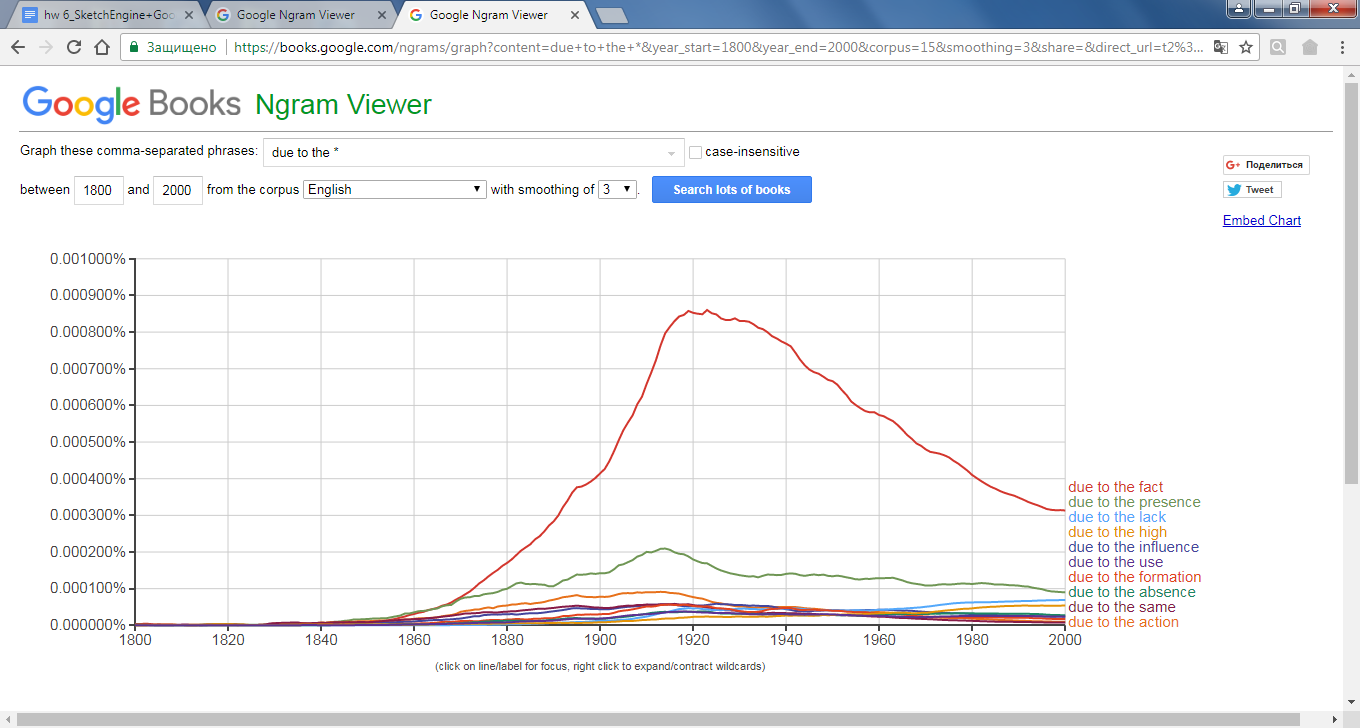 hw 6_SketchEngine+Goo
Google Ngram Viewer
Google Ngram Viewer
Защищено
https://books.google.com/ngrams/graph?content=due+to+the+*&year_start=1800&year_end=2000&corpus=15&smoothing=3&share=&direct_url=t2%3...
Google Books Ngram Viewer
Graph these comma-separated phrases: due to the * case-insensitive
between 1800 and 2000 from the corpus English with smoothing of 3 . Search lots of books
G+ Поделиться
Tweet
Embed Chart
0.001000%
0.000900%
0.000800%
0.000700%
0.000600%
0.000500%
0.000400%
0.000300%
0.000200%
0.000100%
0.000000%
1800 1820 1840 1860 1880 1900 1920 1940 1960 1980 2000
due to the fact
due to the presence
due to the lack
due to the high
due to the influence
due to the use
due to the formation
due to the absence
due to the same
due to the action
(click on line/label for focus, right click to expand/contract wildcards)